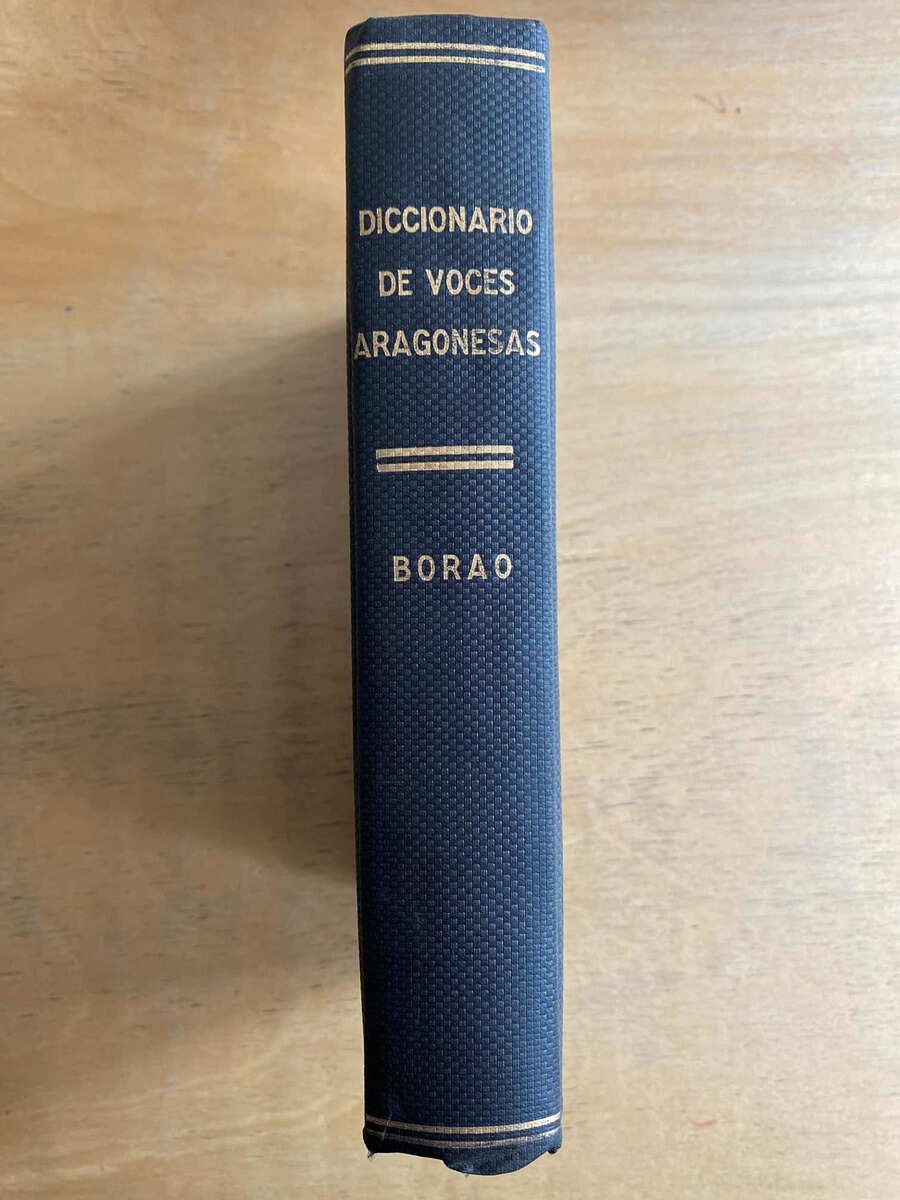 DICCIONARIO
DE VOCES
ARAGONESAS
BORAO